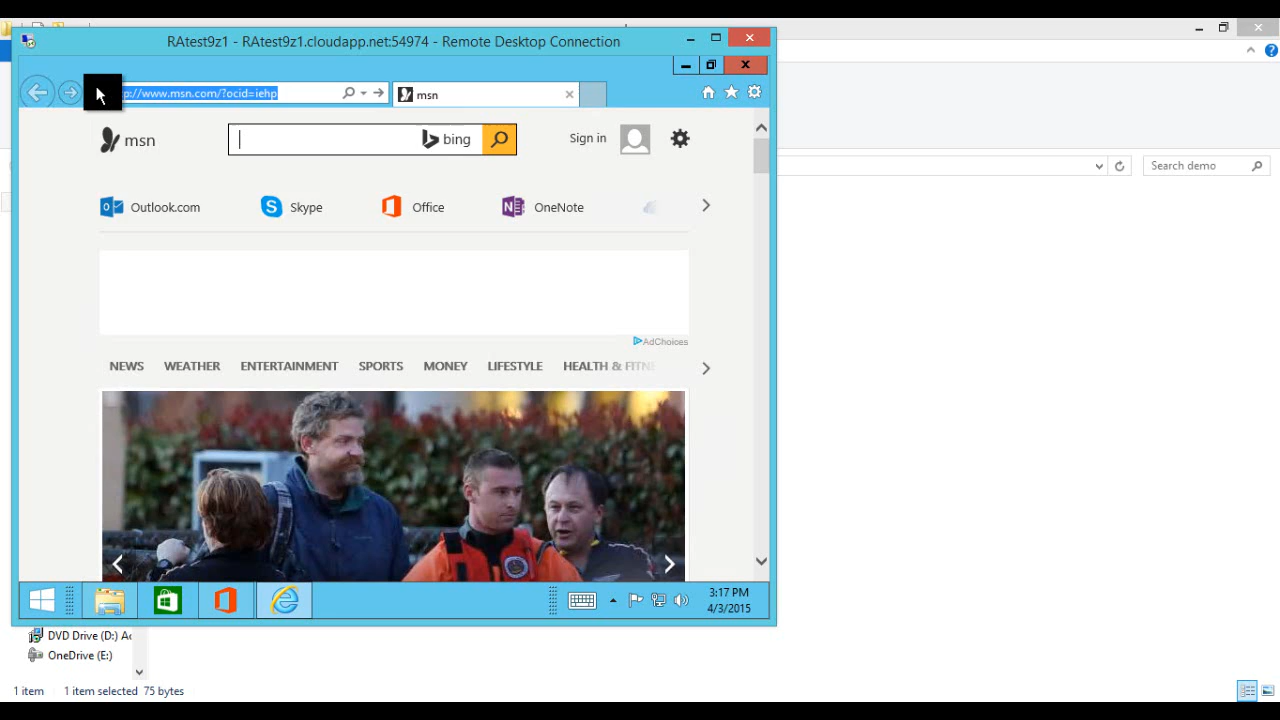 RAtest9z1 - RAtest9z1.cloudapp.net:54974 - Remote Desktop Connection
p://www.msn.com/?ocid=iehp
msn
msn
bing
Sign in
Search demo
Outlook.com
Skype
Office
OneNote
AdChoices
NEWS
WEATHER
ENTERTAINMENT
SPORTS
MONEY
LIFESTYLE
HEALTH & FITN
3:17 PM
4/3/2015
DVD Drive (D:) Ac
OneDrive (E:)
1 item
1 item selected 75 bytes